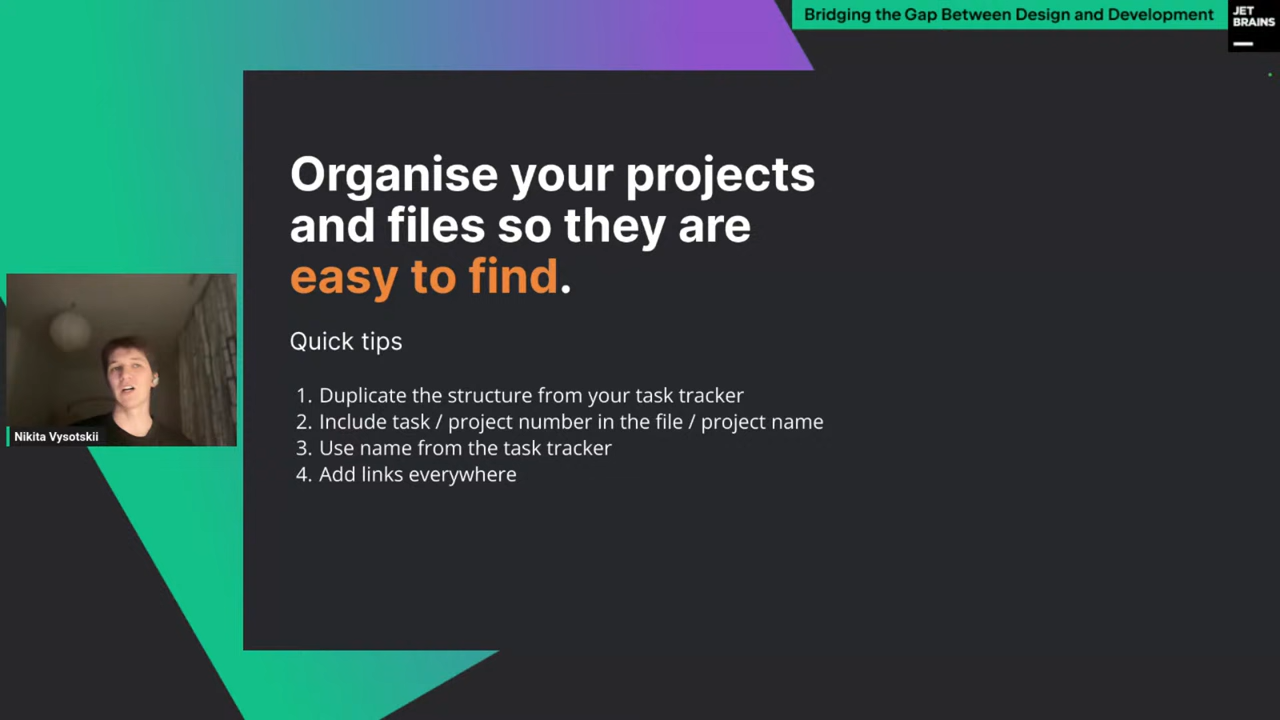 Bridging the Gap Between Design and Development
JET
BRAINS
Organise your projects
and files so they are
easy to find.
Quick tips
1. Duplicate the structure from your task tracker
2. Include task / project number in the file / project name
3. Use name from the task tracker
4. Add links everywhere
Nikita Vysotskii